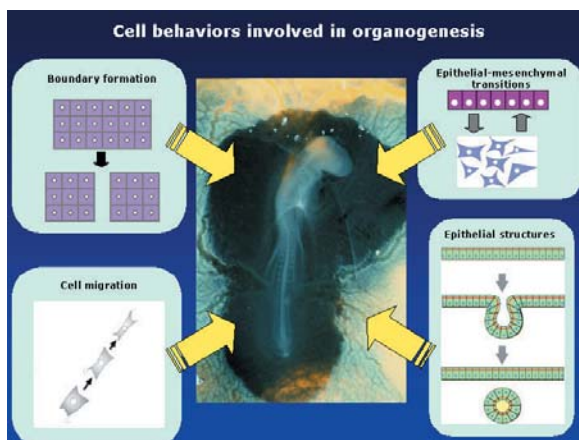 Cell behaviors involved in organogenesis
Boundary formation
Epithelial-mesenchymal
transitions
Cell migration
Epithelial structures